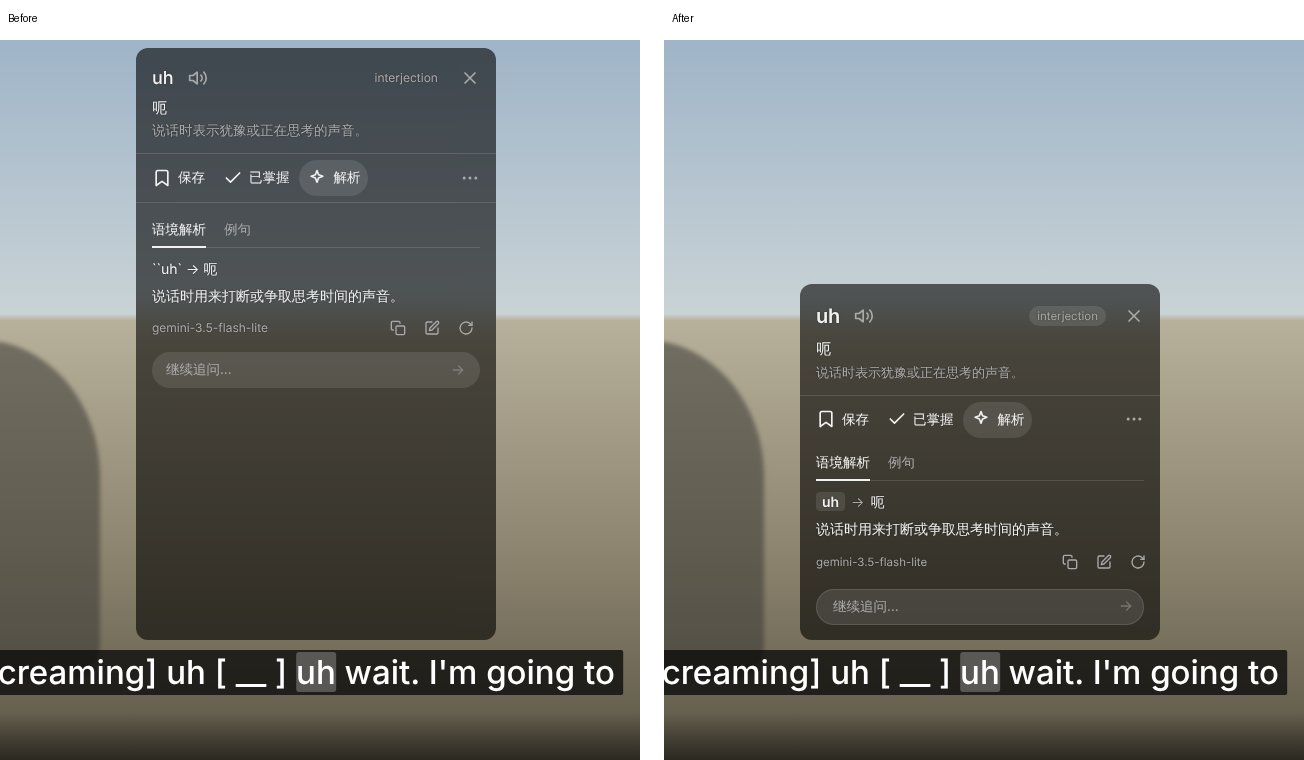 Before
uh interjection
呃
说话时表示犹豫或正在思考的声音。
保存 已掌握 解析
语境解析 例句
``uh` → 呃
说话时用来打断或争取思考时间的声音。
gemini-3.5-flash-lite
继续追问...
creaming] uh [ __ ] uh wait. I'm going to
After
uh interjection
呃
说话时表示犹豫或正在思考的声音。
保存 已掌握 解析
语境解析 例句
uh → 呃
说话时用来打断或争取思考时间的声音。
gemini-3.5-flash-lite
继续追问...
creaming] uh [ __ ] uh wait. I'm going to